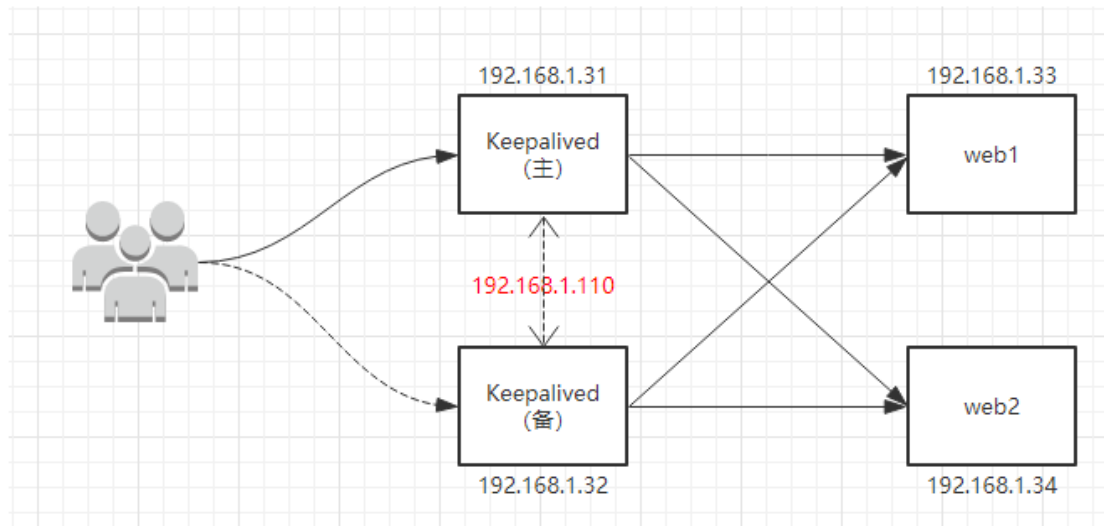 192.168.1.31
Keepalived
(主)
192.168.1.33
web1
192.168.1.110
Keepalived
(备)
192.168.1.32
web2
192.168.1.34